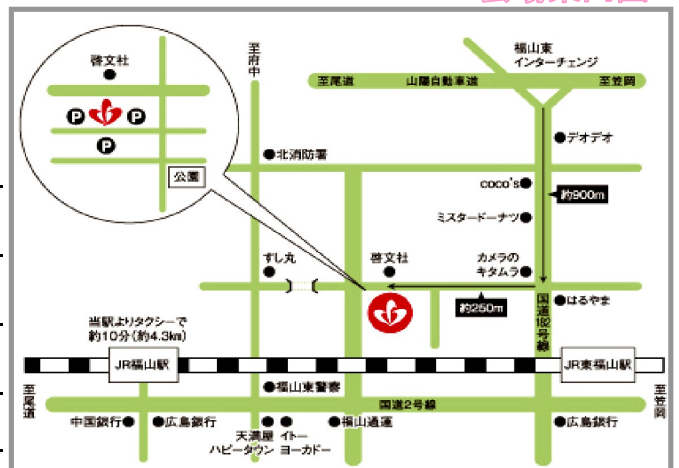 至府中
福山東
インターチェンジ
至尾道
山陽自動車道
至笠岡
啓文社
P
P
P
公園
デオデオ
北消防署
coco's
約900m
ミスタードーナツ
すし丸
啓文社
カメラの
キタムラ
約250m
国道182号線
はるやま
当駅よりタクシーで
約10分(約4.3km)
JR福山駅
JR東福山駅
至尾道
至笠岡
福山東警察
国道2号線
中国銀行
広島銀行
天満屋
ハピータウン
イトー
ヨーカドー
福山通運
広島銀行